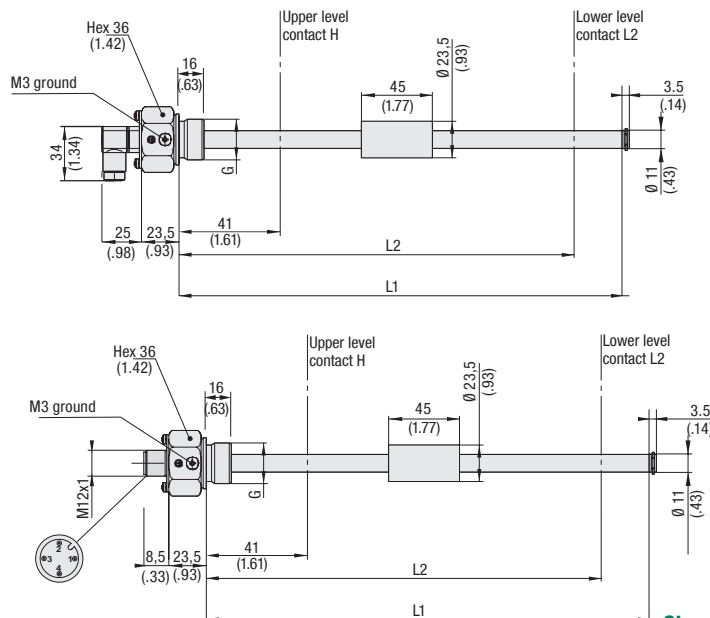 Upper level
contact H
Lower level
contact L2
Hex 36
(1.42)
16
(.63)
M3 ground
45
(1.77)
Ø 23,5
(.93)
3.5
(.14)
34
(1.34)
G
Ø 11
(.43)
25
(.98)
23,5
(.93)
41
(1.61)
L2
L1
Upper level
contact H
Lower level
contact L2
Hex 36
(1.42)
16
(.63)
M3 ground
45
(1.77)
Ø 23,5
(.93)
3.5
(.14)
M12x1
G
Ø 11
(.43)
2
3
1
4
8,5
(.33)
23,5
(.93)
41
(1.61)
L2
L1